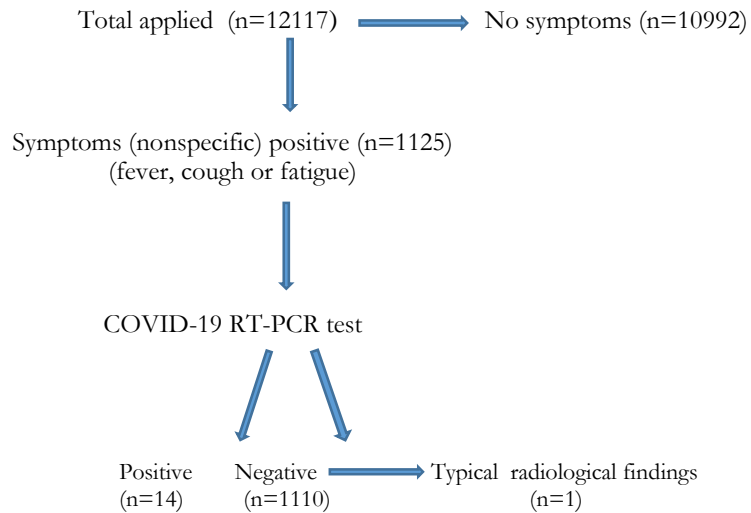 Total applied (n=12117)
No symptoms (n=10992)
Symptoms (nonspecific) positive (n=1125)
(fever, cough or fatigue)
COVID-19 RT-PCR test
Positive
(n=14)
Negative
(n=1110)
Typical radiological findings
(n=1)